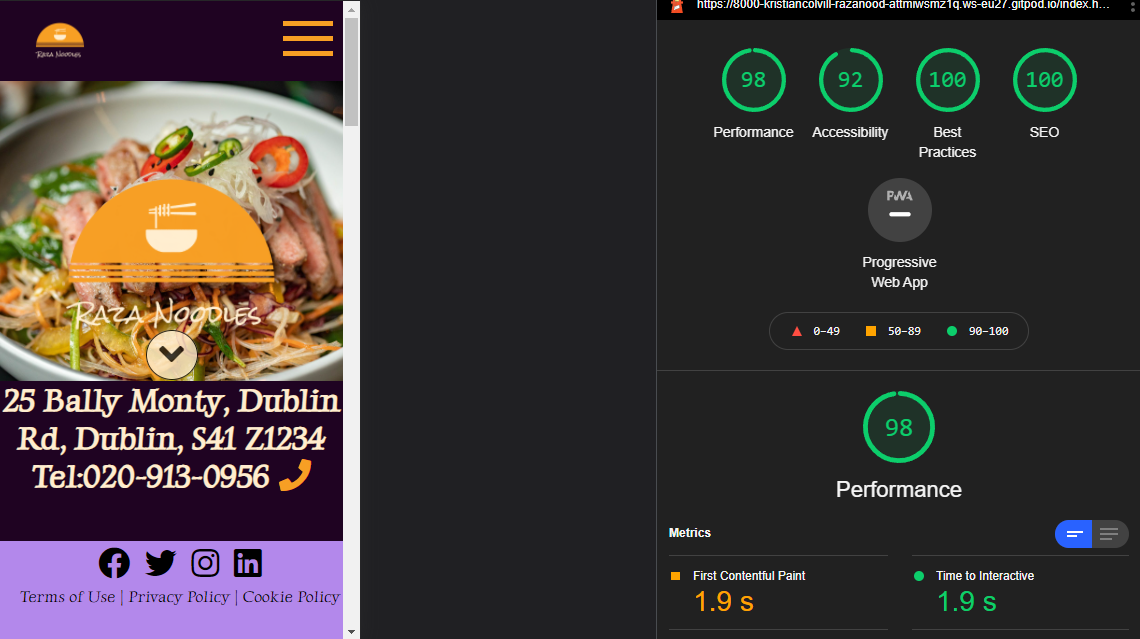 RAZA NOODLES
RAZA NOODLES
25 Bally Monty, Dublin
Rd, Dublin, S41 Z1234
Tel:020-913-0956
Terms of Use | Privacy Policy | Cookie Policy
https://8000-kristiancolvill-razanood-attmiwsmz1q.ws-eu27.gitpod.io/index.h...
98
Performance
92
Accessibility
100
Best
Practices
100
SEO
PWA
Progressive
Web App
0–49
50–89
90–100
98
Performance
Metrics
First Contentful Paint
1.9 s
Time to Interactive
1.9 s